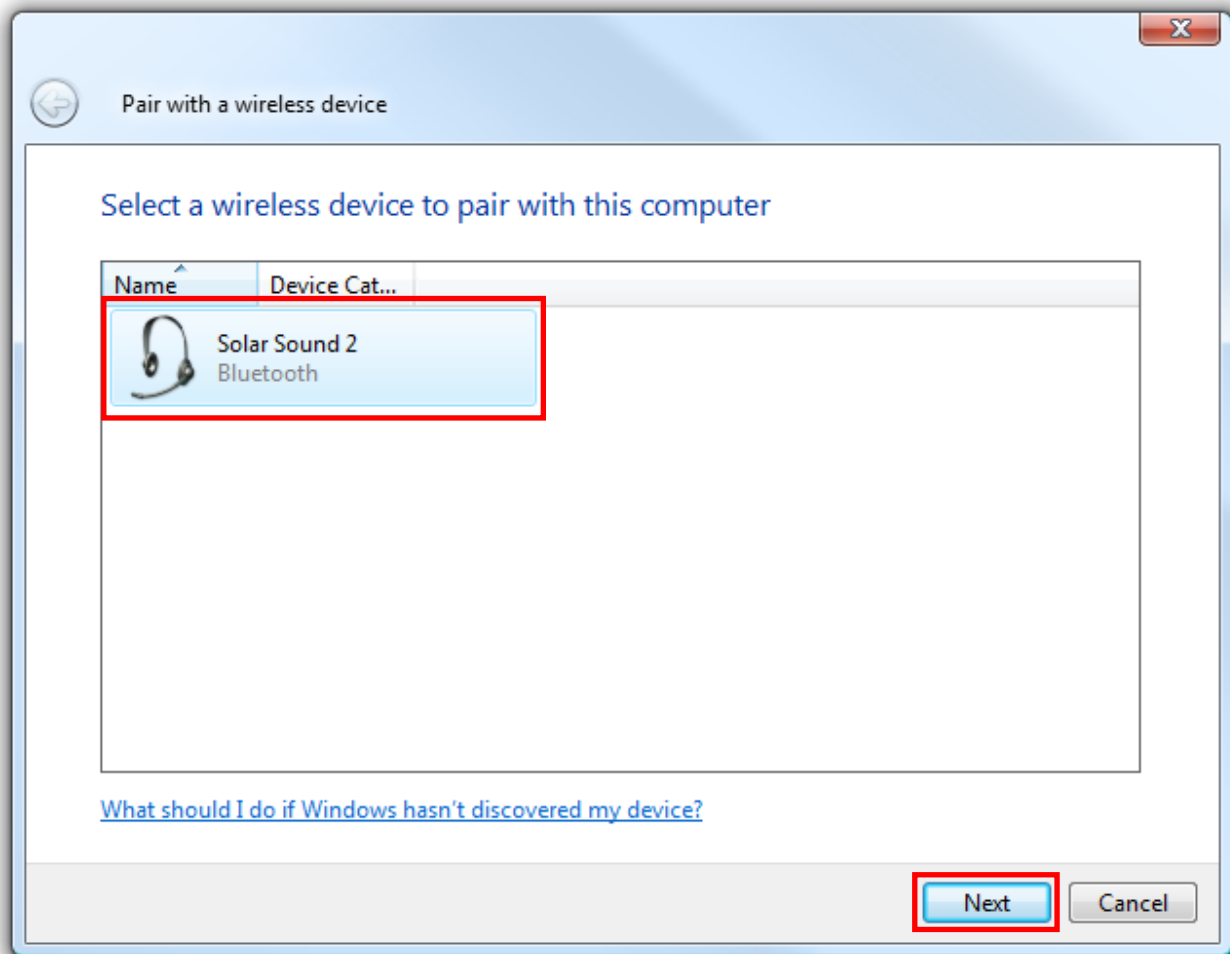 Pair with a wireless device
Select a wireless device to pair with this computer
Name Device Cat...
Solar Sound 2
Bluetooth
What should I do if Windows hasn't discovered my device?
Next Cancel